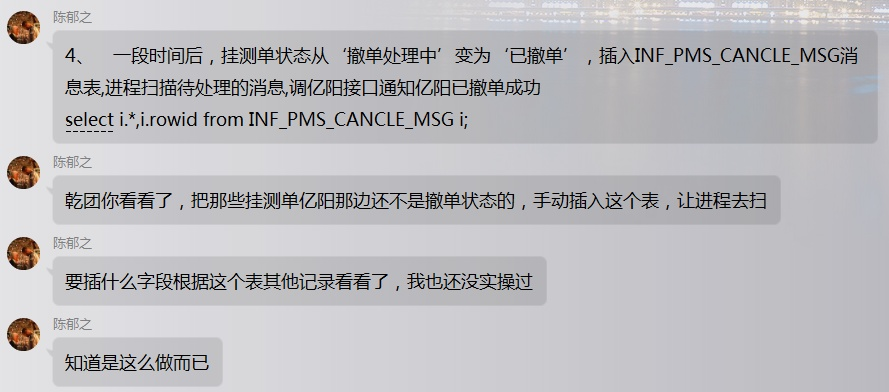 陈郁之
4、 一段时间后，挂测单状态从‘撤单处理中’变为‘已撤单’，插入INF_PMS_CANCLE_MSG消
息表,进程扫描待处理的消息,调亿阳接口通知亿阳已撤单成功
select i.*,i.rowid from INF_PMS_CANCLE_MSG i;
陈郁之
乾团你看看了，把那些挂测单亿阳那边还不是撤单状态的，手动插入这个表，让进程去扫
陈郁之
要插什么字段根据这个表其他记录看看了，我也还没实操过
陈郁之
知道是这么做而已